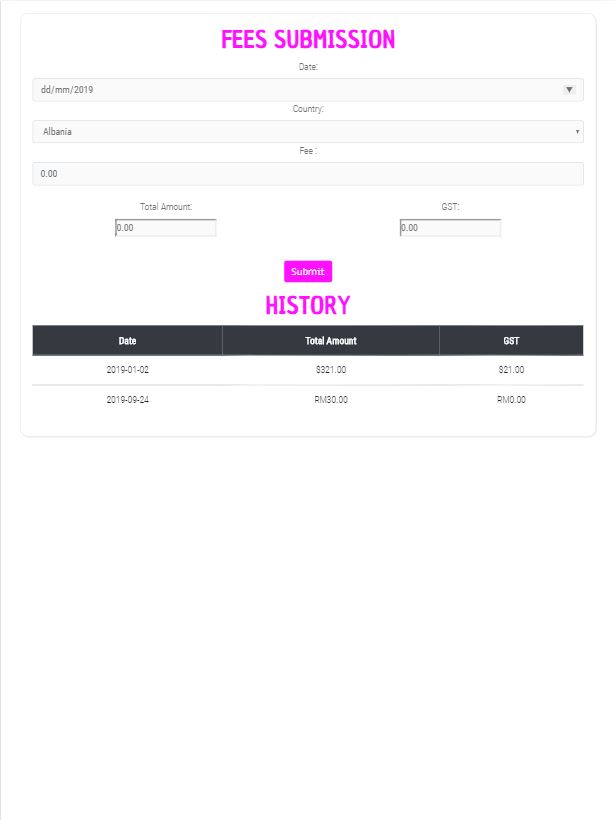 FEES SUBMISSION
Date:
dd/mm/2019
Country:
Albania
Fee :
0.00
Total Amount: GST:
0.00 0.00
Submit
HISTORY
Date Total Amount GST
2019-01-02 $321.00 $21.00
2019-09-24 RM30.00 RM0.00